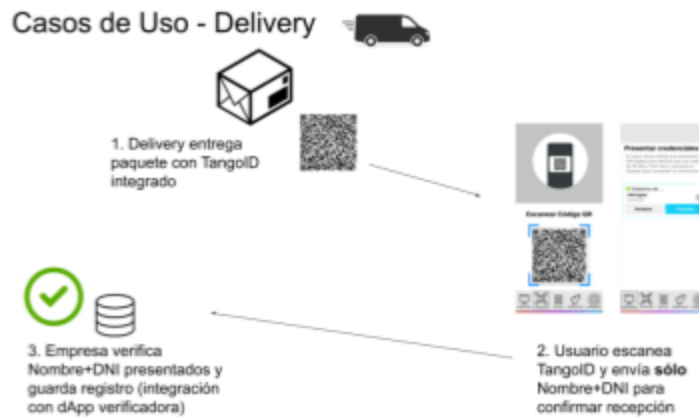 Casos de Uso - Delivery
1. Delivery entrega
paquete con TangoID
integrado
Presentar credenciales
Escanear Código QR
3. Empresa verifica
Nombre+DNI presentados y
guarda registro (integración
con dApp verificadora)
2. Usuario escanea
TangoID y envía sólo
Nombre+DNI para
confirmar recepción